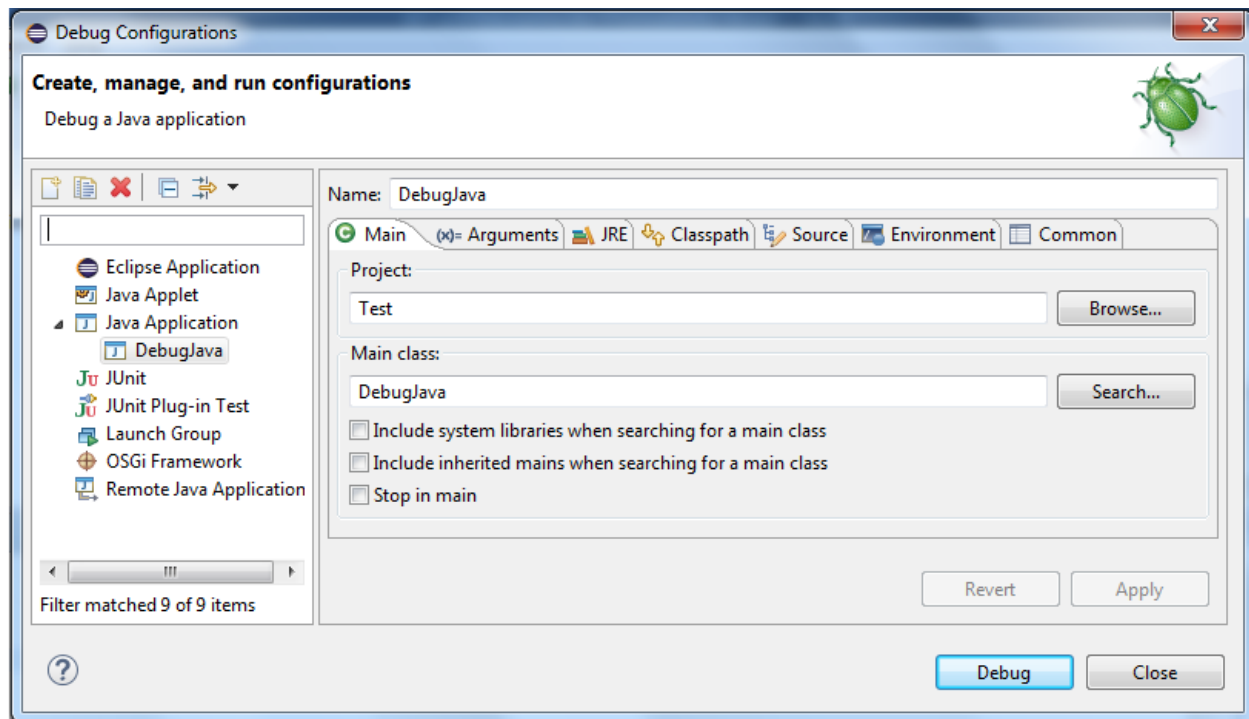 Debug Configurations
Create, manage, and run configurations
Debug a Java application
Name: DebugJava
Main (x)= Arguments JRE Classpath Source Environment Common
Eclipse Application
Java Applet
Java Application
DebugJava
JUnit
JUnit Plug-in Test
Launch Group
OSGi Framework
Remote Java Application
Filter matched 9 of 9 items
Project:
Test Browse...
Main class:
DebugJava Search...
Include system libraries when searching for a main class
Include inherited mains when searching for a main class
Stop in main
Revert Apply
Debug Close